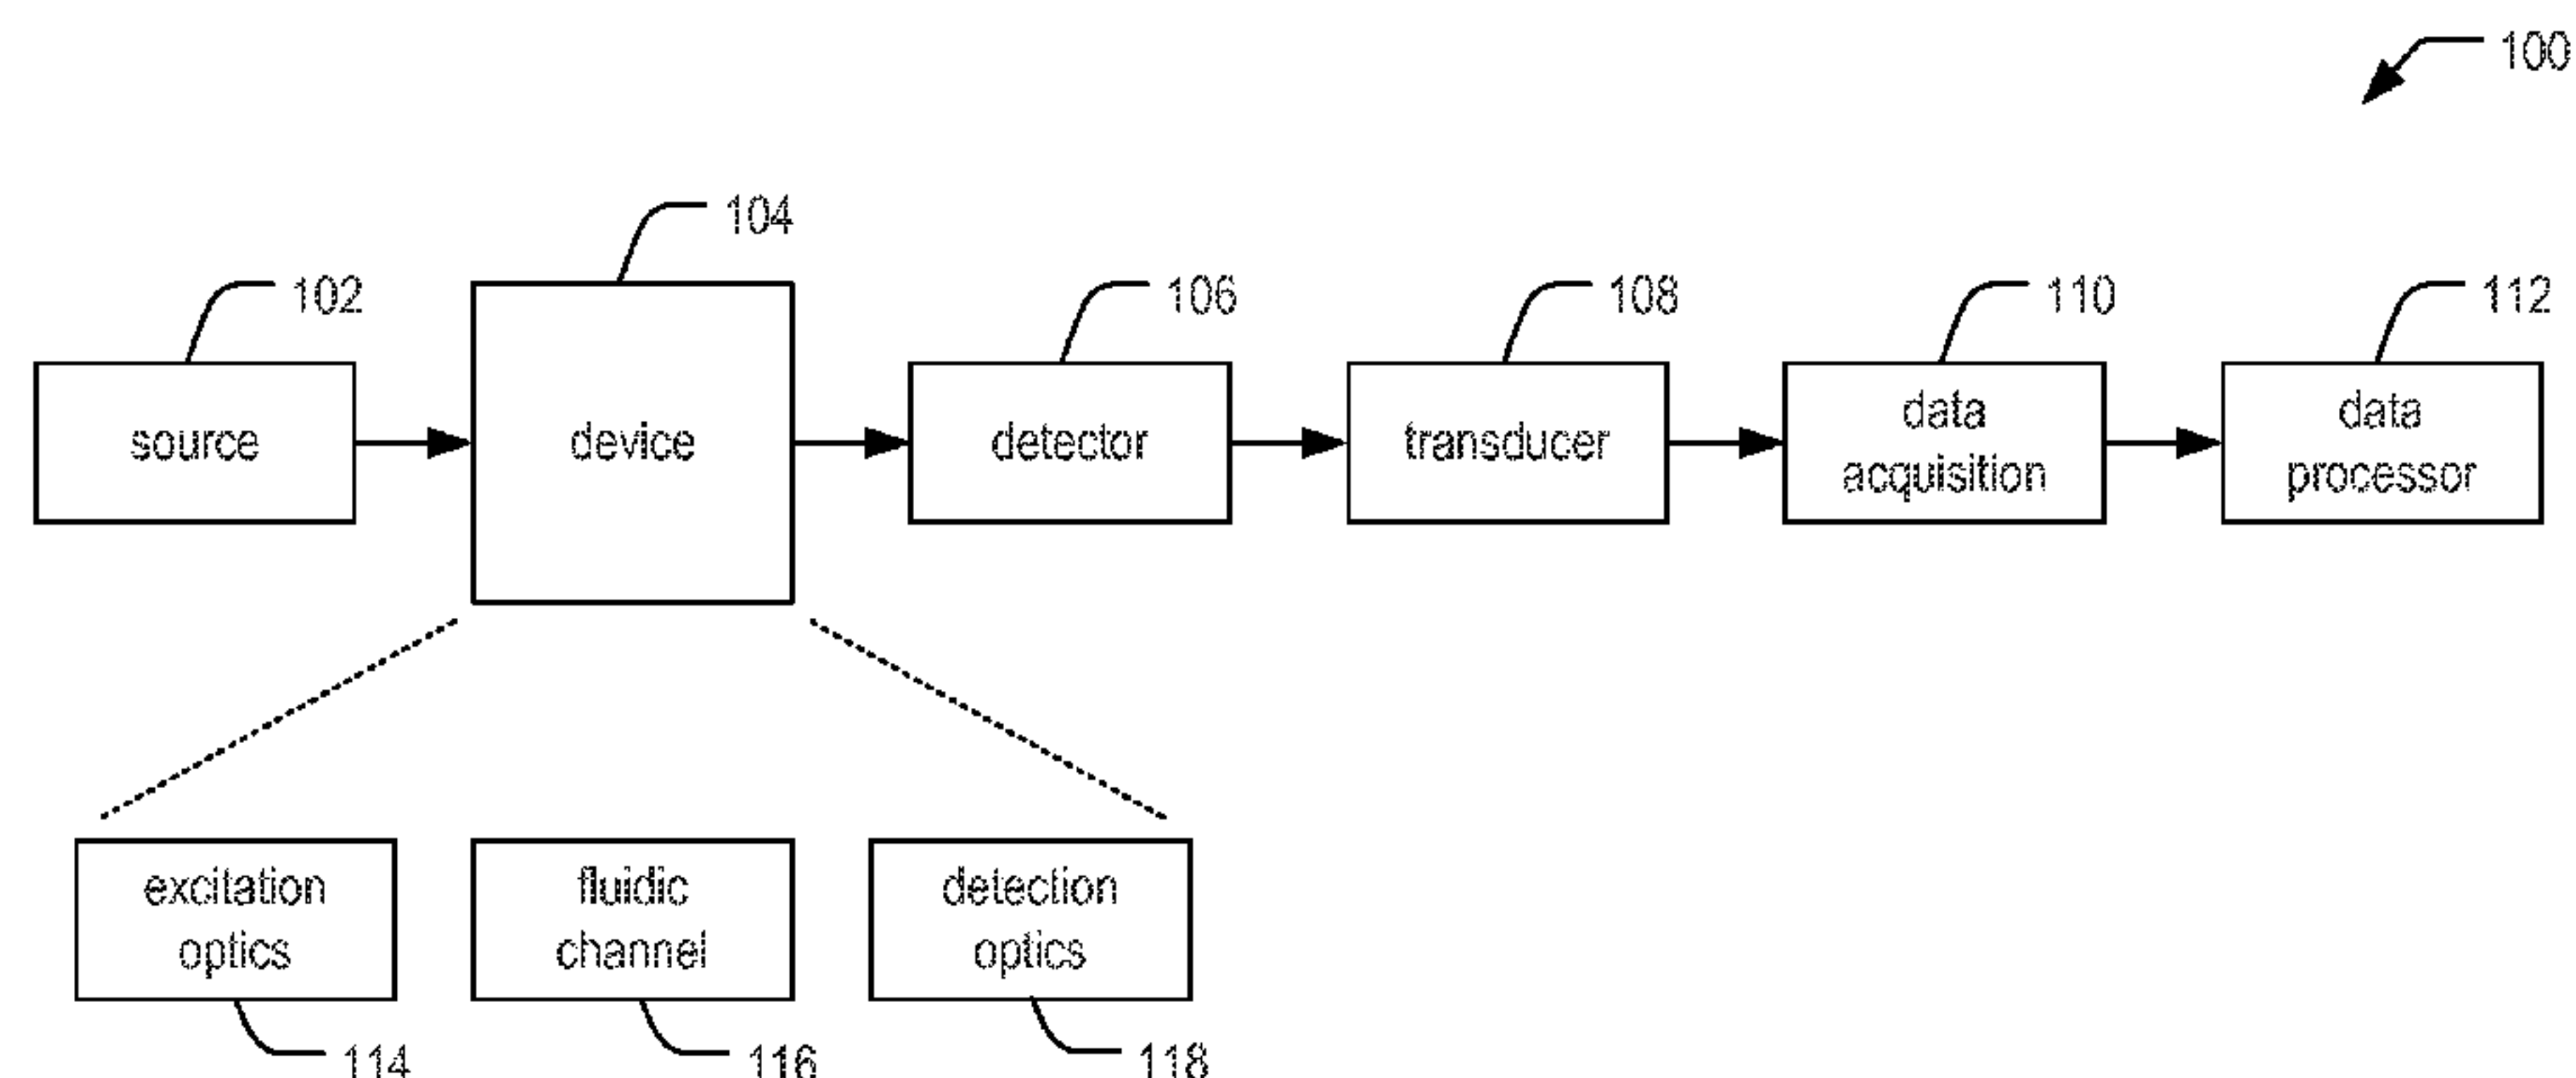 100
104
102
106
108
110
112
source
device
detector
transducer
data
acquisition
data
processor
excitation
optics
fluidic
channel
detection
optics
114
116
118